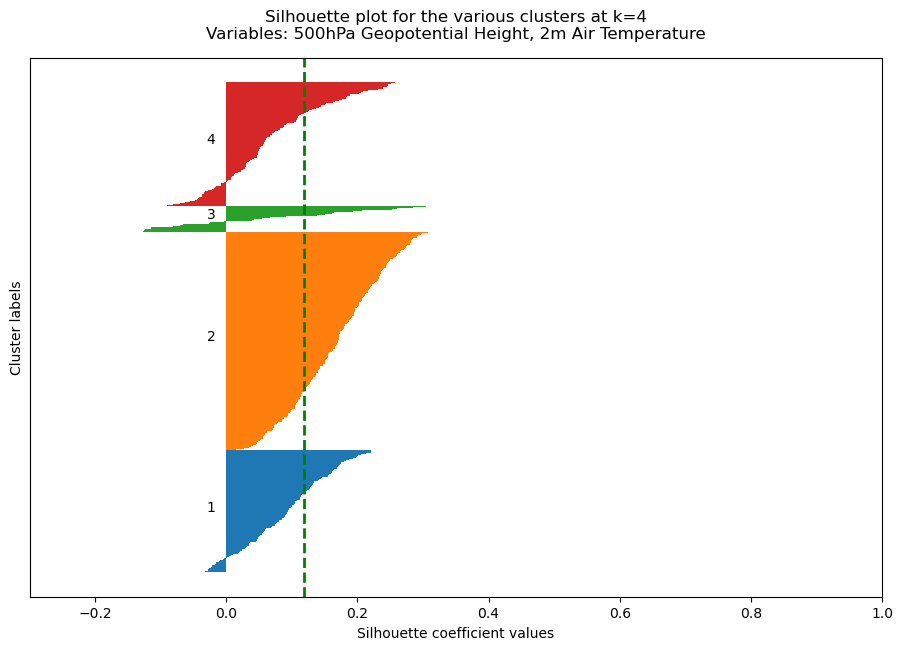 Silhouette plot for the various clusters at k=4
Variables: 500hPa Geopotential Height, 2m Air Temperature
Cluster labels
4
3
2
1
−0.2 0.0 0.2 0.4 0.6 0.8 1.0
Silhouette coefficient values